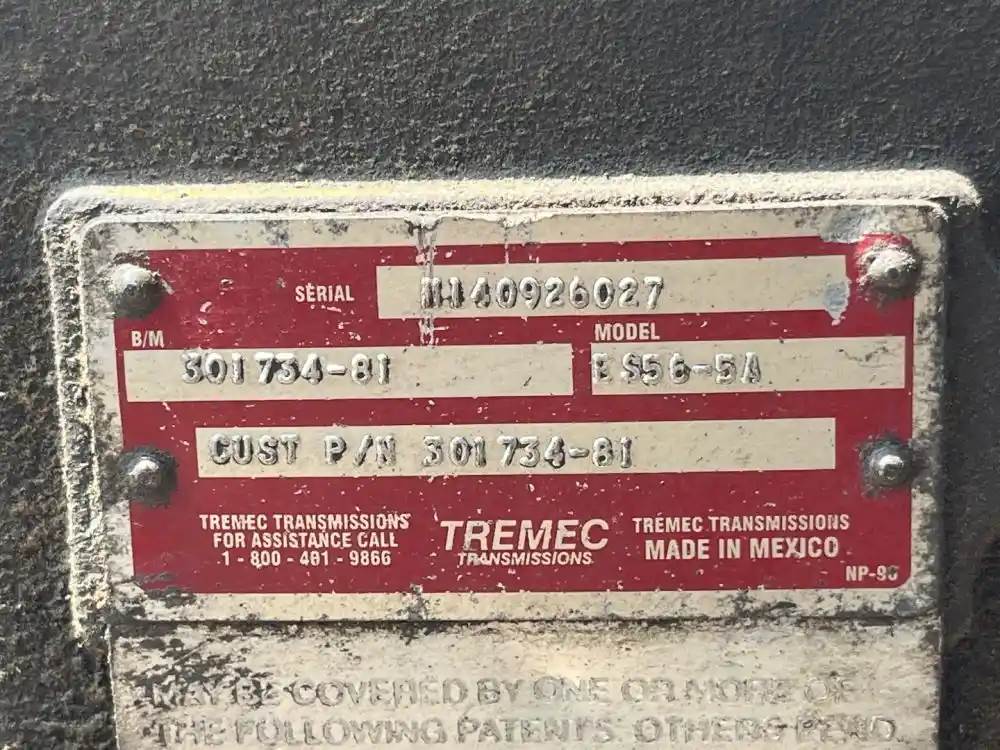 SERIAL
H140926027
B/M
301734-81
MODEL
ES56-5A
CUST P/N 301734-81
TREMEC TRANSMISSIONS
FOR ASSISTANCE CALL
1-800-401-9866
TREMEC
TRANSMISSIONS
TREMEC TRANSMISSIONS
MADE IN MEXICO
NP-90
MAY BE COVERED BY ONE OR MORE OF
THE FOLLOWING PATENTS OTHERS PEND.